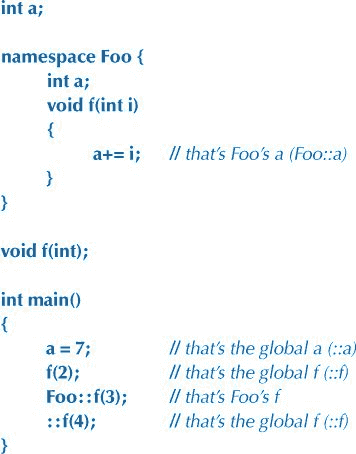 int a;
namespace Foo {
int a;
void f(int i)
{
a+= i; // that's Foo's a (Foo::a)
}
}
void f(int);
int main()
{
a = 7; // that's the global a (::a)
f(2); // that's the global f (::f)
Foo::f(3); // that's Foo's f
::f(4); // that's the global f (::f)
}